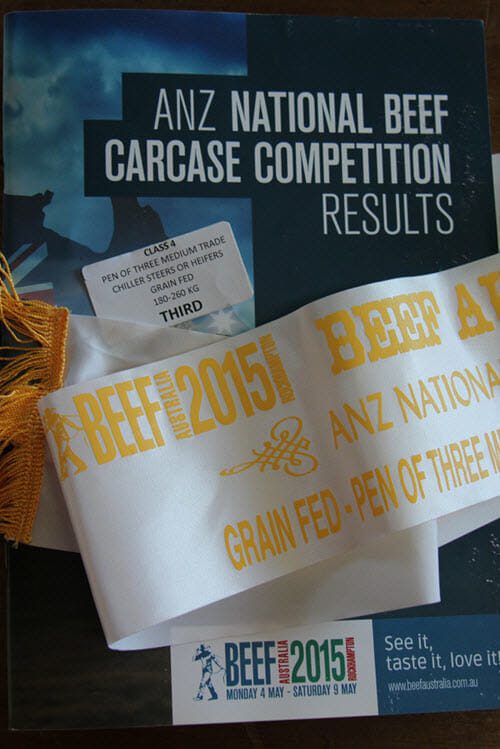 ANZ NATIONAL BEEF
CARCASE COMPETITION
RESULTS
CLASS 4
PEN OF THREE MEDIUM TRADE
CHILLER STEERS OR HEIFERS
GRAIN FED
180-260 KG
THIRD
BEEF AUSTRALIA 2015 ROCKHAMPTON
BEEF A
ANZ NATIONA
GRAIN FED - PEN OF THREE ME
BEEF AUSTRALIA 2015 ROCKHAMPTON
MONDAY 4 MAY - SATURDAY 9 MAY
See it,
taste it, love it!
www.beefaustralia.com.au